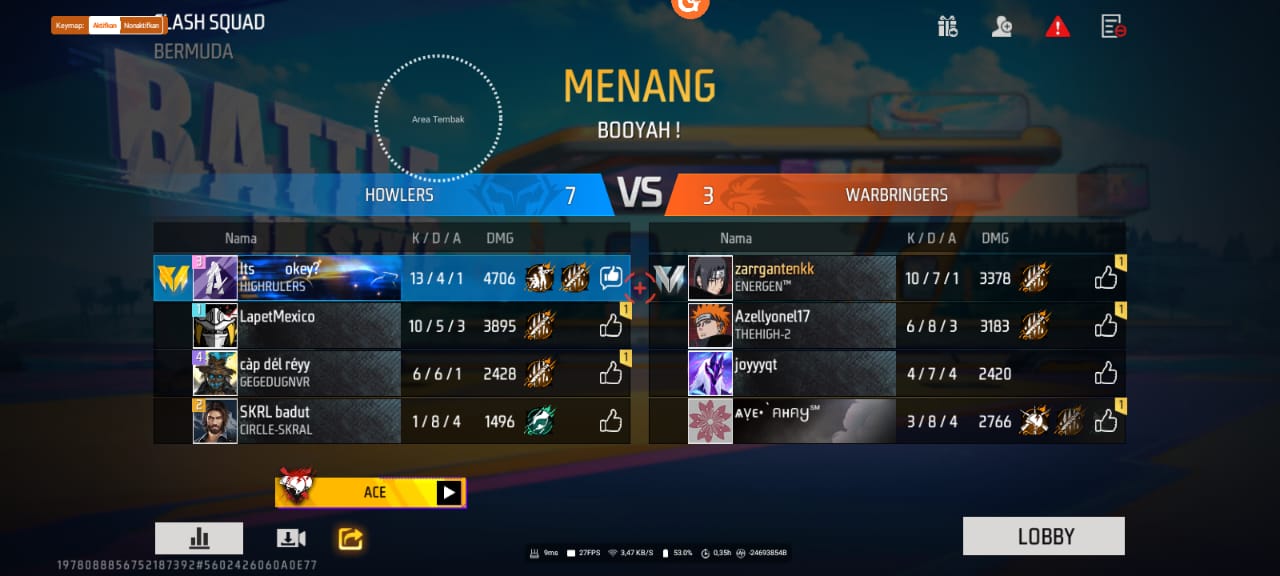 Keymap: Aktifkan Nonaktifkan
CLASH SQUAD
BERMUDA
Area Tembak
MENANG
BOOYAH !
HOWLERS 7 VS 3 WARBRINGERS
Nama K / D / A DMG
3 Its okey? 13 / 4 / 1 4706
HIGHRULERS
1 LapetMexico 10 / 5 / 3 3895 1
4 càp dél réyy 6 / 6 / 1 2428 1
GEGEDUGNVR
2 SKRL badut 1 / 8 / 4 1496
CIRCLE-SKRAL
Nama K / D / A DMG
zarrgantenkk 10 / 7 / 1 3378 1
ENERGEN™
Azellyonel17 6 / 8 / 3 3183 1
THEHIGH-2
joyyyqt 4 / 7 / 4 2420
3 / 8 / 4 2766 1
ACE
LOBBY
9ms 27FPS 3,47 KB/S 53.0% 0,35h -24693854B
1978088856752187392#5602426060A0E77